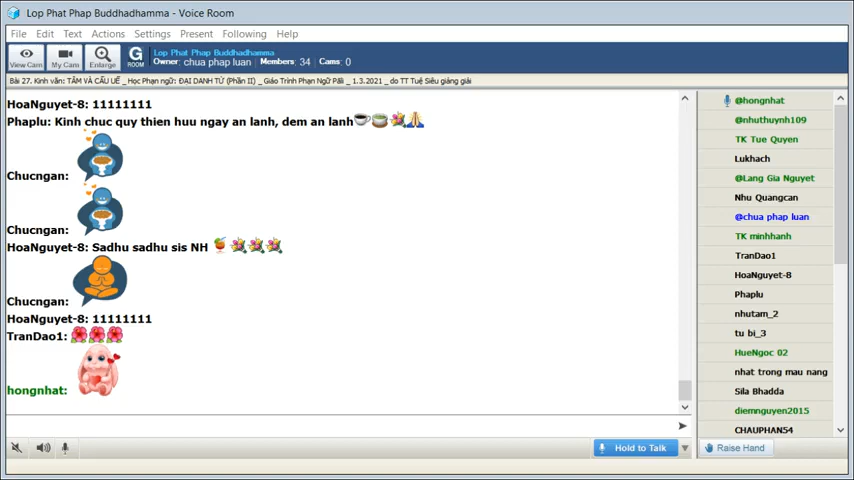 Lop Phat Phap Buddhadhamma - Voice Room
File Edit Text Actions Settings Present Following Help
View Cam My Cam Enlarge G ROOM
Lop Phat Phap Buddhadhamma
Owner: chua phap luan Members: 34 Cams: 0
Bài 27. Kinh văn: TÂM VÀ CẤU UẾ _ Học Phạn ngữ: ĐẠI DANH TỪ (Phần II) _ Giáo Trình Phạn Ngữ Pāli _ 1.3.2021 _ do TT Tuệ Siêu giảng giải
HoaNguyet-8: 11111111
Phaplu: Kinh chuc quy thien huu ngay an lanh, dem an lanh
Chucngan:
Chucngan:
HoaNguyet-8: Sadhu sadhu sis NH
Chucngan:
HoaNguyet-8: 11111111
TranDao1:
hongnhat:
@hongnhat
@nhuthuynh109
TK Tue Quyen
Lukhach
@Lang Gia Nguyet
Nhu Quangcan
@chua phap luan
TK minhhanh
TranDao1
HoaNguyet-8
Phaplu
nhutam_2
tu bi_3
HueNgoc 02
nhat trong mau nang
Sila Bhadda
diemnguyen2015
CHAUPHAN54
Hold to Talk
Raise Hand